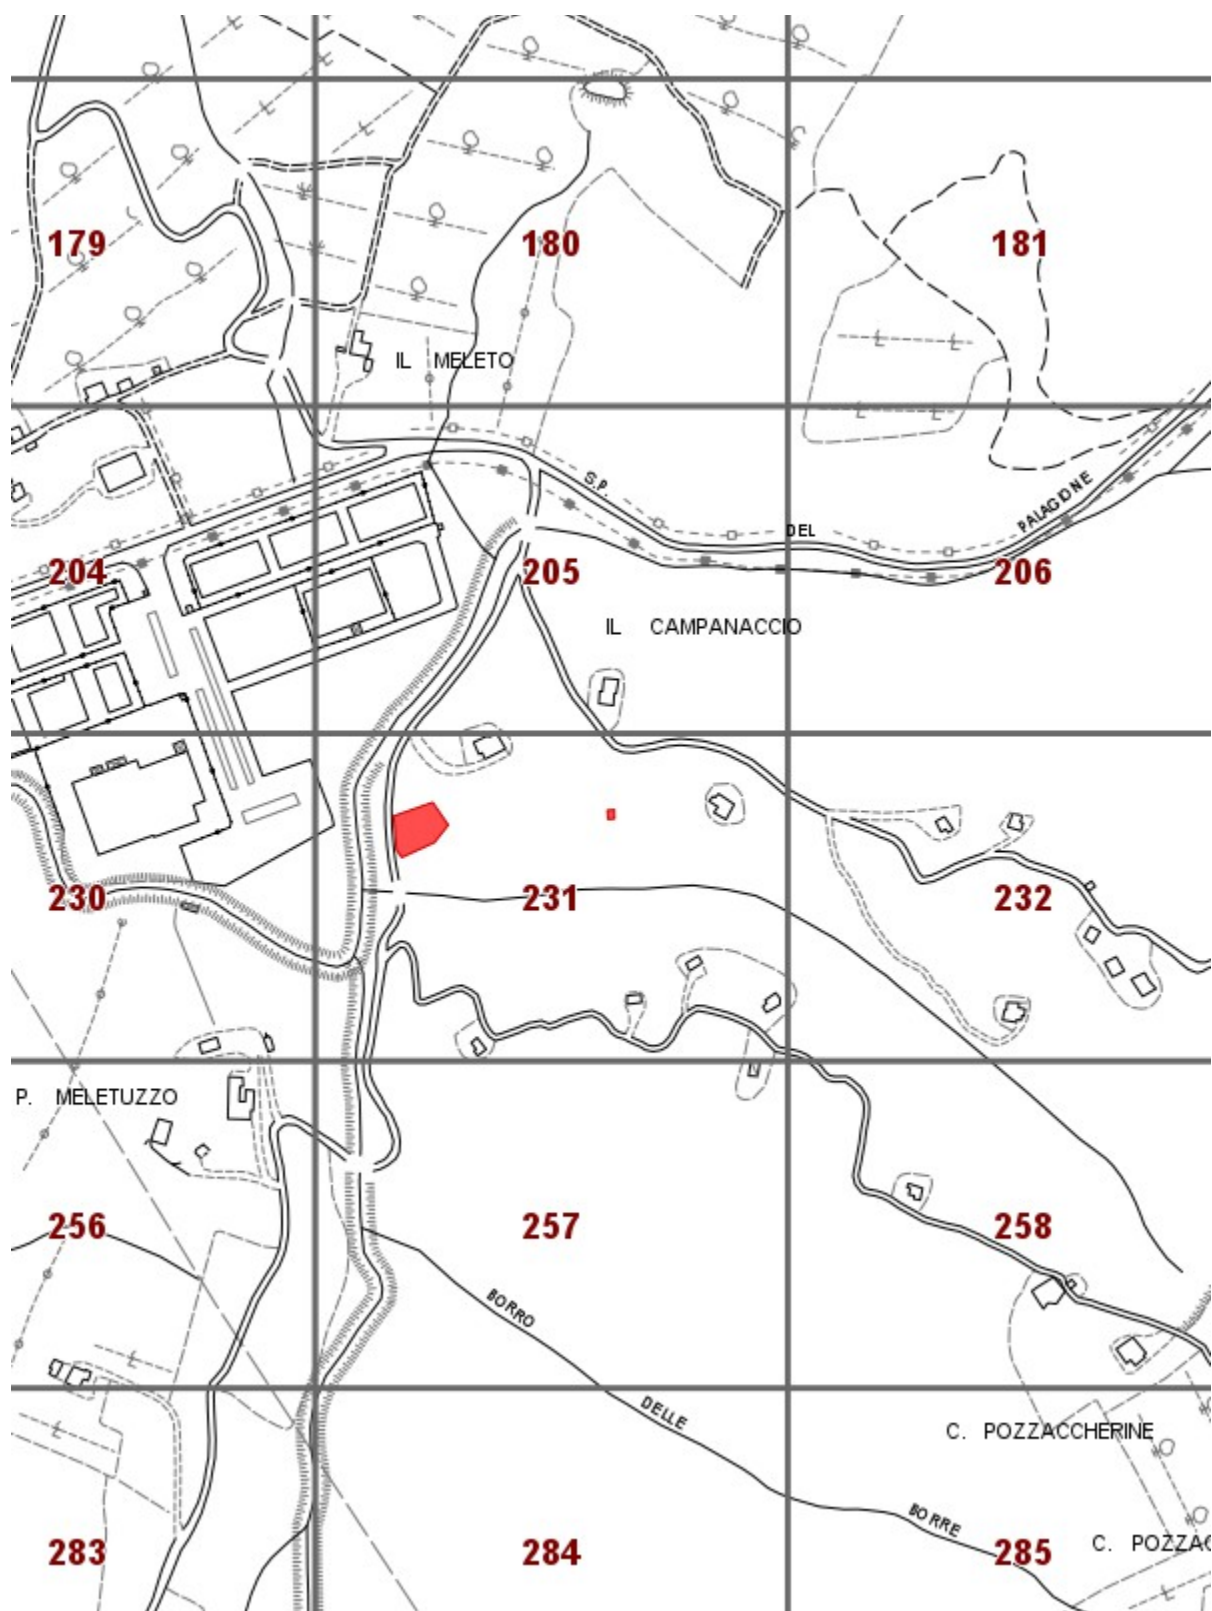 179
180
181
IL MELETO
S.P.
DEL
PALAGIONE
204
205
206
IL CAMPANACCIO
230
231
232
P. MELETUZZO
256
257
258
BORRO
DELLE
C. POZZACCHERINE
BORRE
283
284
285
C. POZZAC